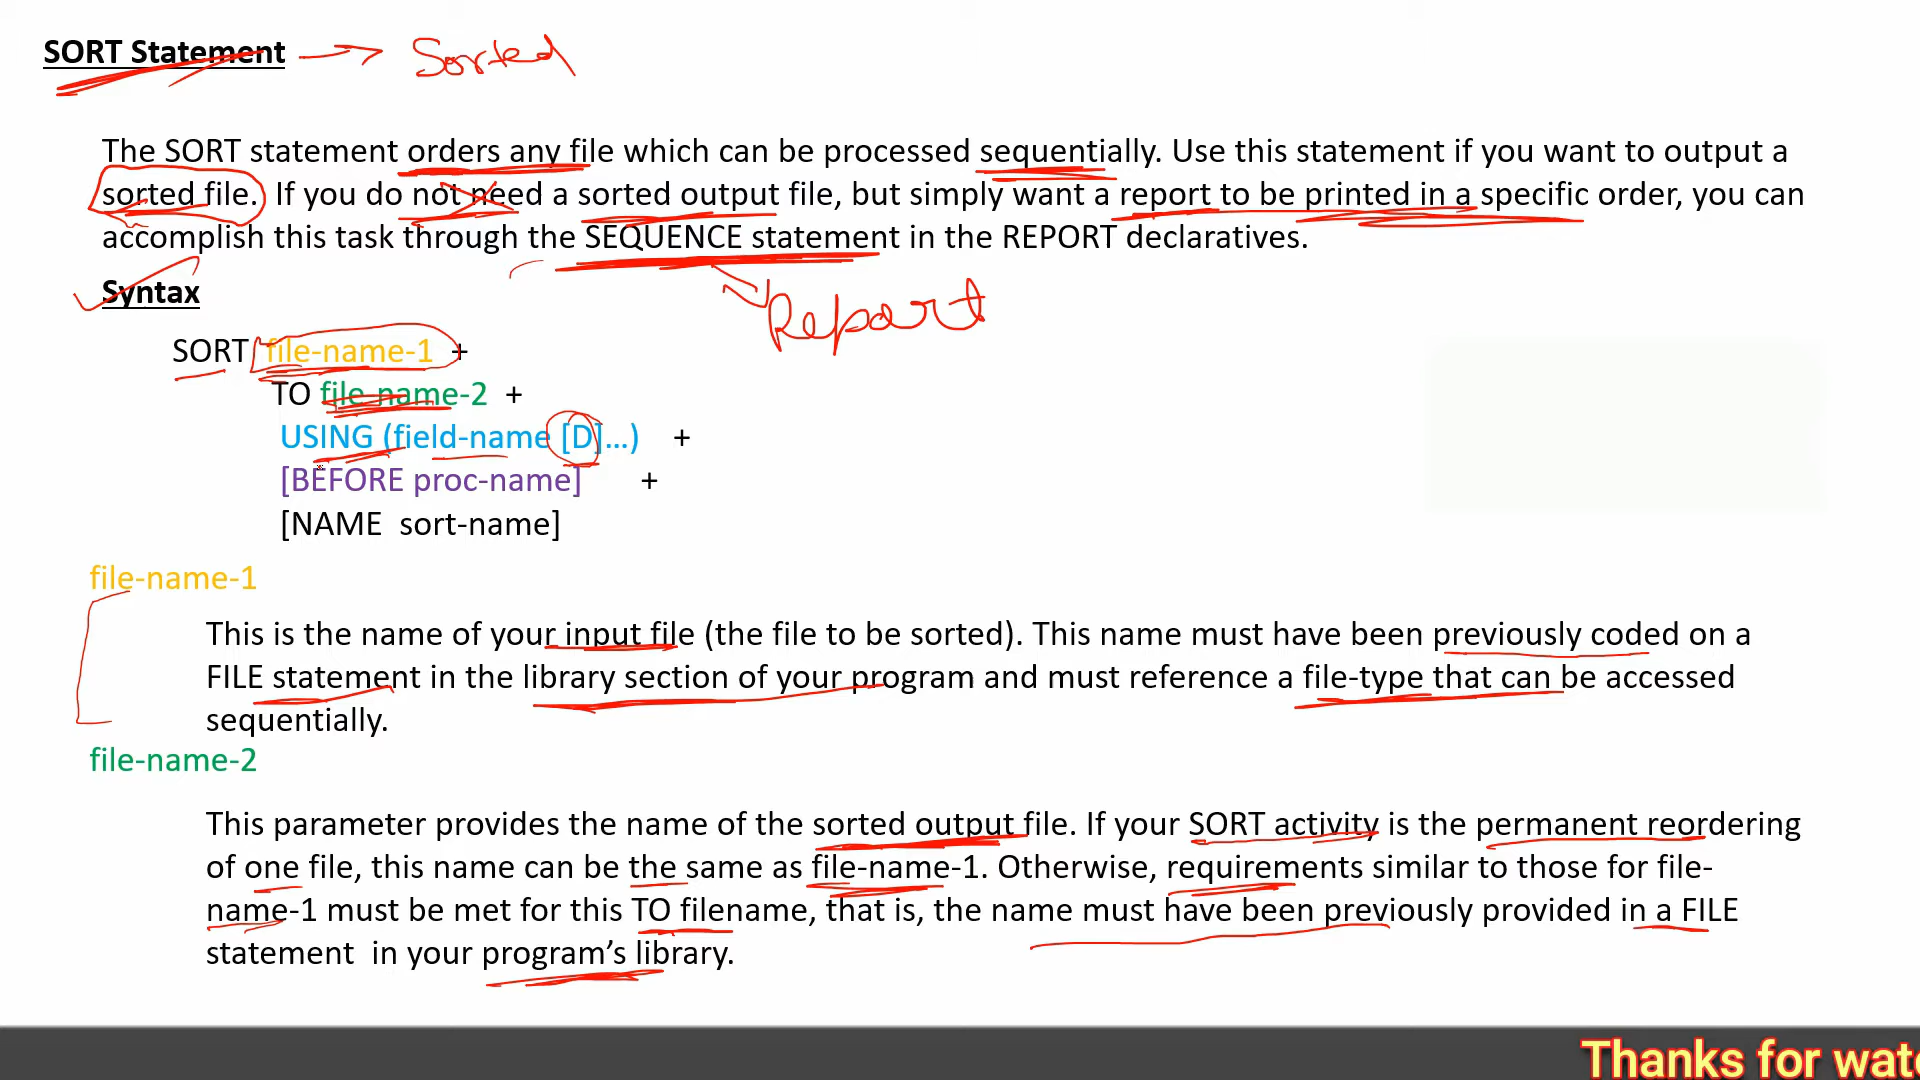 SORT Statement Sorted
The SORT statement orders any file which can be processed sequentially. Use this statement if you want to output a
sorted file. If you do not need a sorted output file, but simply want a report to be printed in a specific order, you can
accomplish this task through the SEQUENCE statement in the REPORT declaratives.
Syntax
Report
SORT file-name-1 +
TO file-name-2 +
USING (field-name [D]...) +
[BEFORE proc-name] +
[NAME sort-name]
file-name-1
This is the name of your input file (the file to be sorted). This name must have been previously coded on a
FILE statement in the library section of your program and must reference a file-type that can be accessed
sequentially.
file-name-2
This parameter provides the name of the sorted output file. If your SORT activity is the permanent reordering
of one file, this name can be the same as file-name-1. Otherwise, requirements similar to those for file-
name-1 must be met for this TO filename, that is, the name must have been previously provided in a FILE
statement in your program’s library.
Thanks for wat